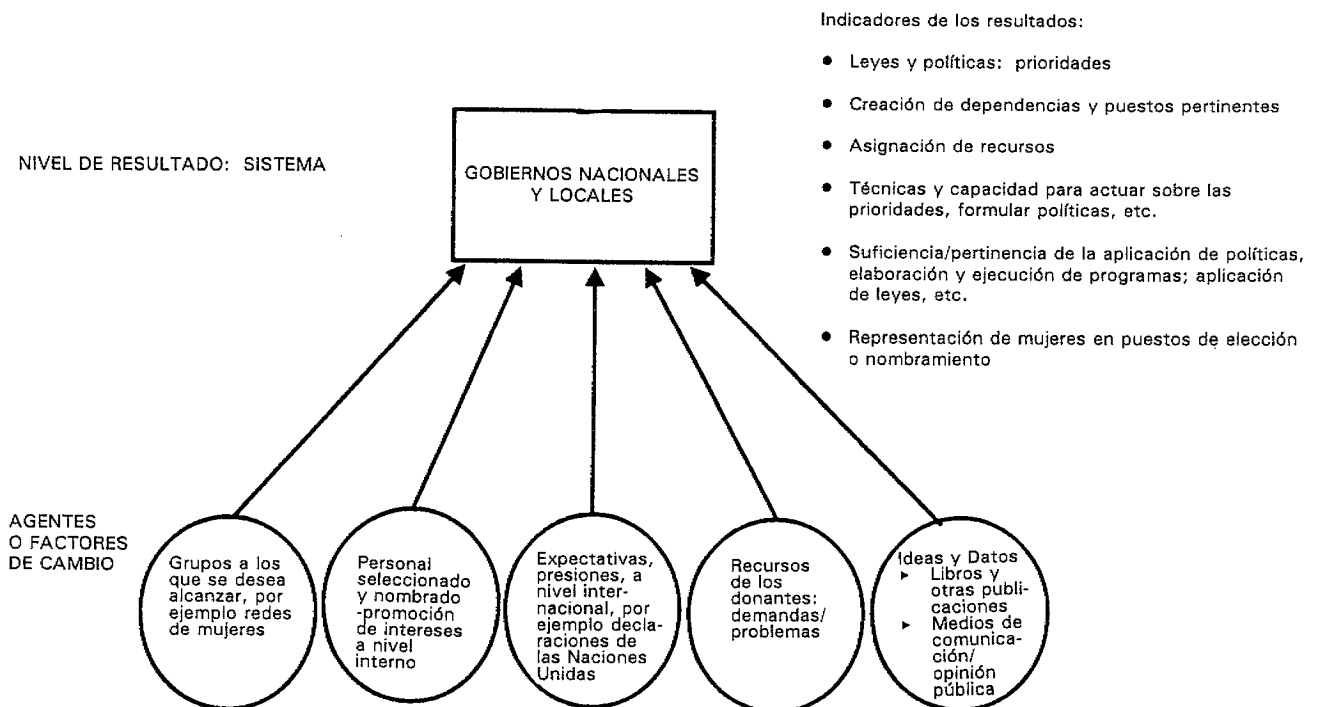 Indicadores de los resultados:
• Leyes y políticas: prioridades
• Creación de dependencias y puestos pertinentes
• Asignación de recursos
• Técnicas y capacidad para actuar sobre las
prioridades, formular políticas, etc.
• Suficiencia/pertinencia de la aplicación de políticas,
elaboración y ejecución de programas; aplicación
de leyes, etc.
• Representación de mujeres en puestos de elección
o nombramiento
NIVEL DE RESULTADO: SISTEMA
GOBIERNOS NACIONALES
Y LOCALES
AGENTES
O FACTORES
DE CAMBIO
Grupos a los
que se desea
alcanzar, por
ejemplo redes
de mujeres
Personal
seleccionado
y nombrado
-promoción
de intereses
a nivel
interno
Expectativas,
presiones, a
nivel inter-
nacional, por
ejemplo decla-
raciones de
las Naciones
Unidas
Recursos
de los
donantes:
demandas/
problemas
Ideas y Datos
► Libros y
otras publi-
caciones
► Medios de
comunica-
ción/
opinión
pública